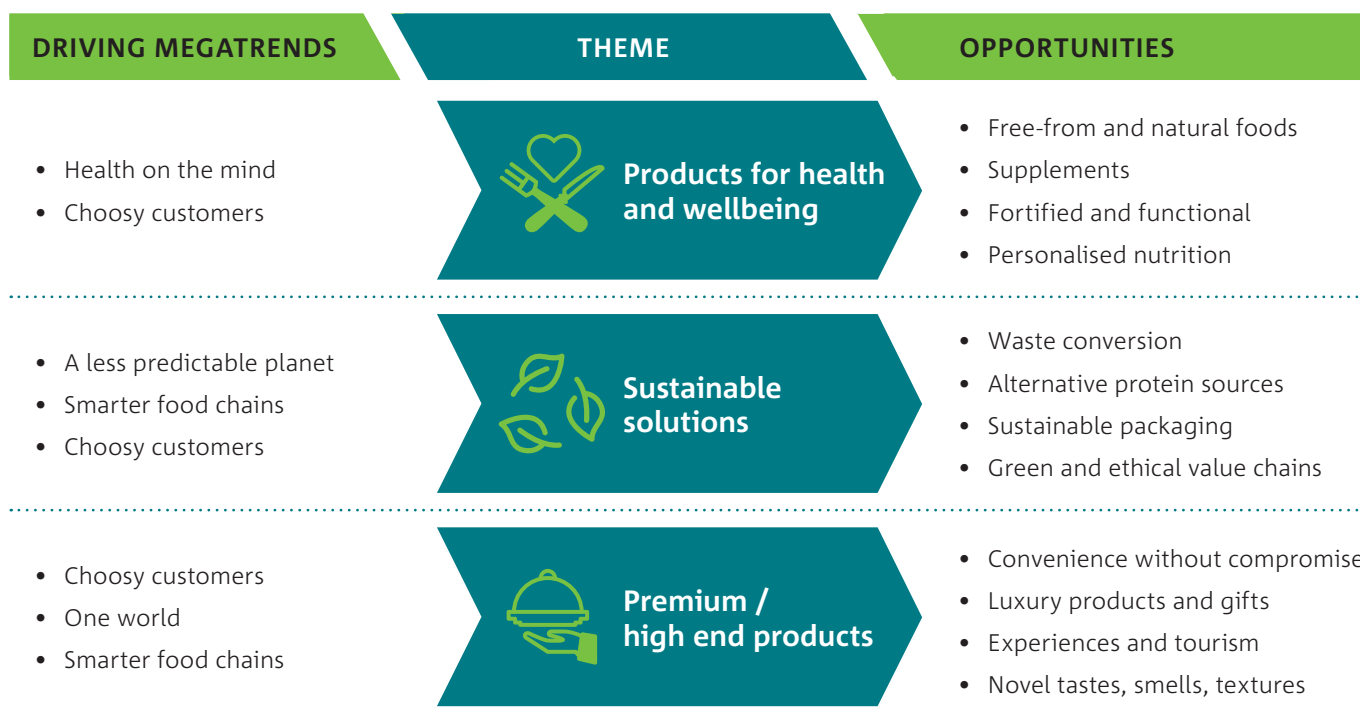 DRIVING MEGATRENDS
THEME
OPPORTUNITIES
• Health on the mind
• Choosy customers
Products for health
and wellbeing
• Free-from and natural foods
• Supplements
• Fortified and functional
• Personalised nutrition
• A less predictable planet
• Smarter food chains
• Choosy customers
Sustainable
solutions
• Waste conversion
• Alternative protein sources
• Sustainable packaging
• Green and ethical value chains
• Choosy customers
• One world
• Smarter food chains
Premium /
high end products
• Convenience without compromise
• Luxury products and gifts
• Experiences and tourism
• Novel tastes, smells, textures